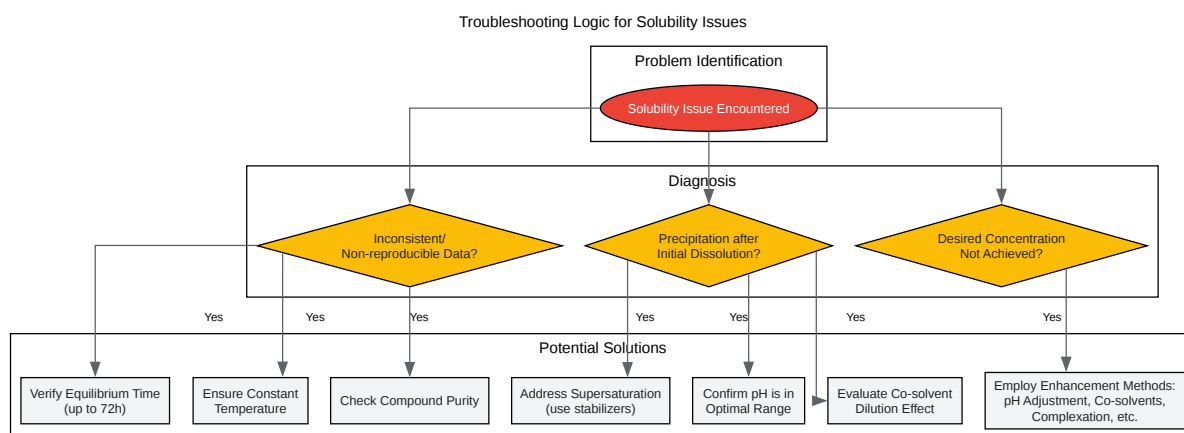 Troubleshooting Logic for Solubility Issues
Problem Identification
Solubility Issue Encountered
Diagnosis
Inconsistent/
Non-reproducible Data?
Precipitation after
Initial Dissolution?
Desired Concentration
Not Achieved?
Yes
Yes
Yes
Yes
Yes
Yes
Yes
Potential Solutions
Verify Equilibrium Time
(up to 72h)
Ensure Constant
Temperature
Check Compound Purity
Address Supersaturation
(use stabilizers)
Confirm pH is in
Optimal Range
Evaluate Co-solvent
Dilution Effect
Employ Enhancement Methods:
pH Adjustment, Co-solvents,
Complexation, etc.